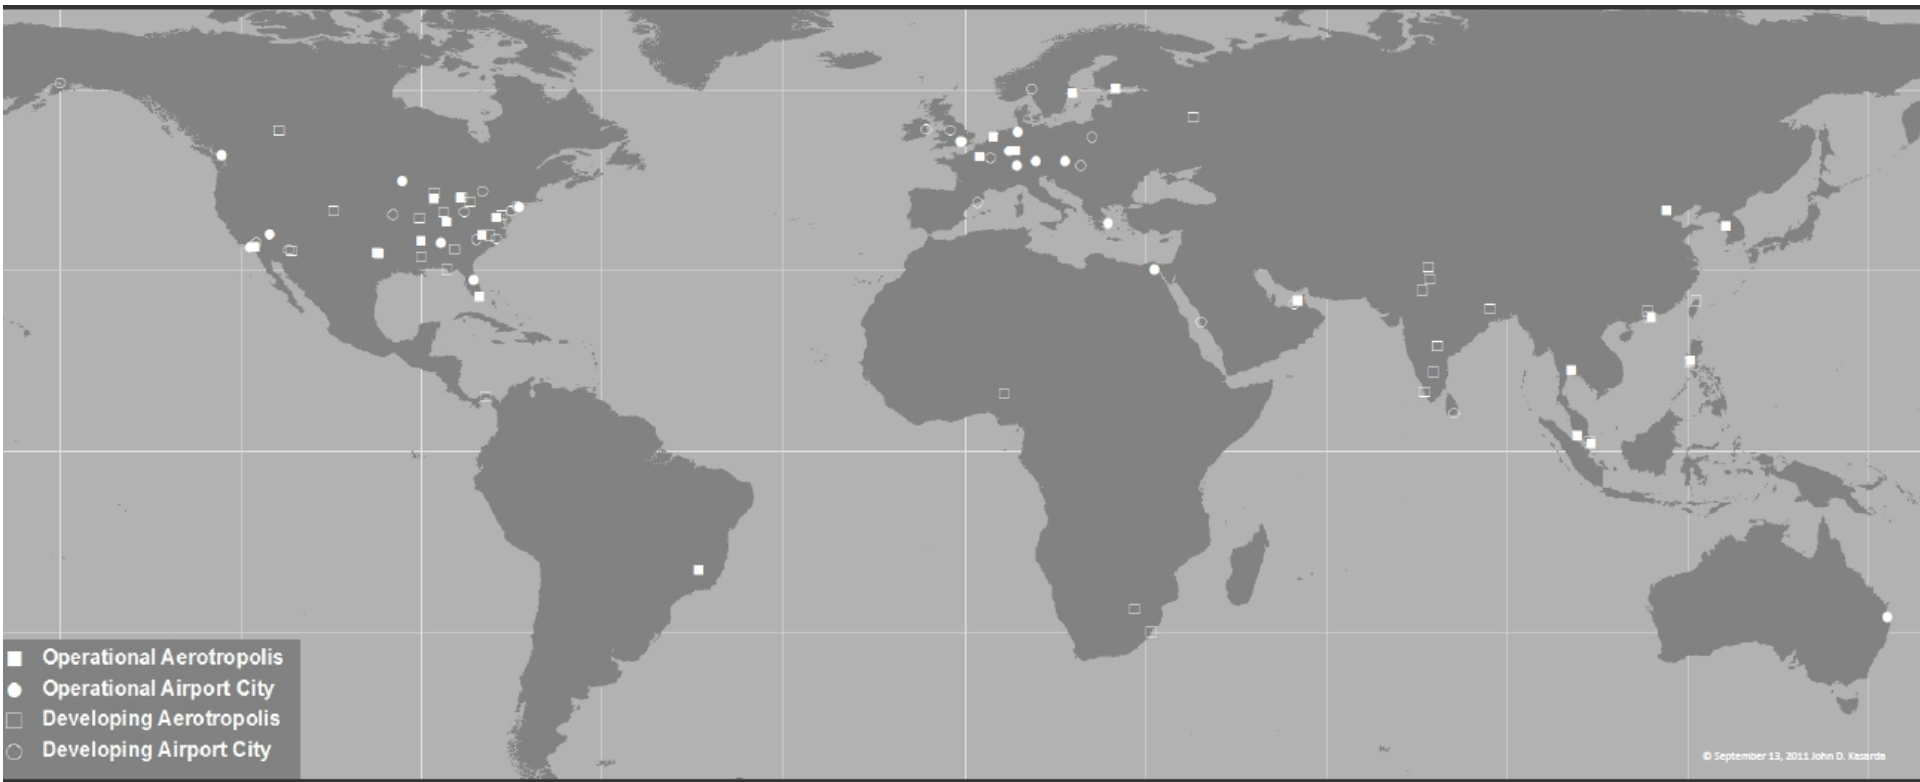 Operational Aerotropolis
Operational Airport City
Developing Aerotropolis
Developing Airport City
© September 13, 2011 John D. Kasarda